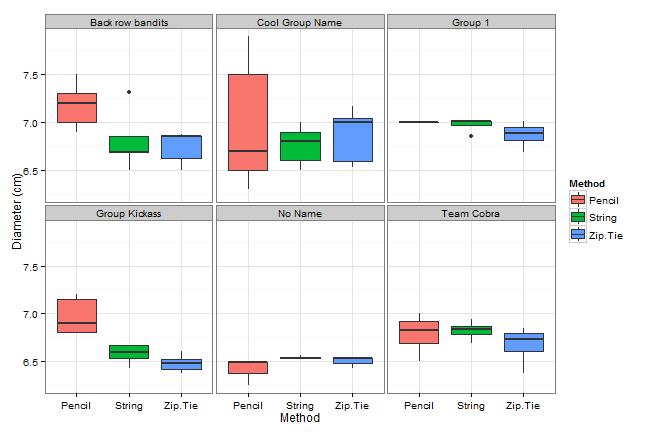 Back row bandits
Cool Group Name
Group 1
7.5
7.0
6.5
Group Kickass
No Name
Team Cobra
7.5
7.0
6.5
Diameter (cm)
Pencil String Zip.Tie
Pencil String Zip.Tie
Pencil String Zip.Tie
Method
Method
Pencil
String
Zip.Tie